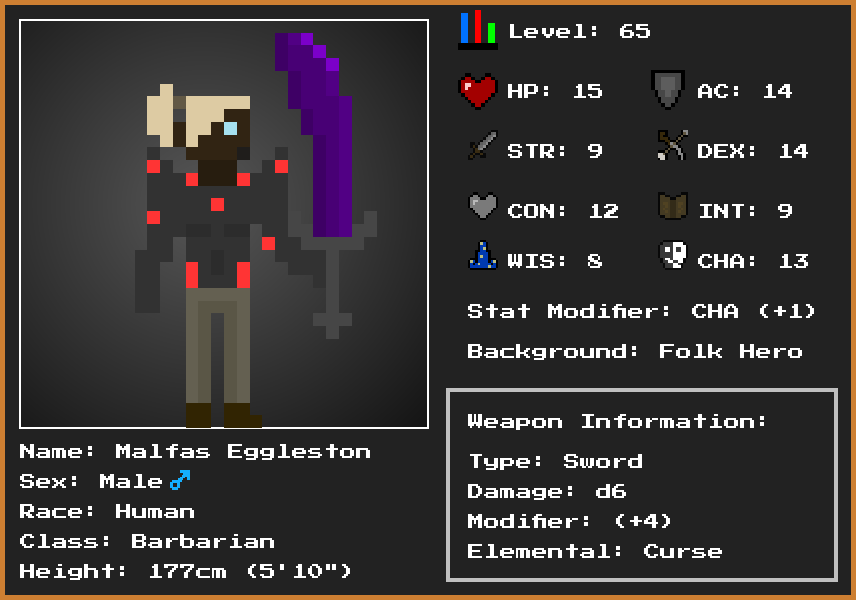 Level: 65
HP: 15
AC: 14
STR: 9
DEX: 14
CON: 12
INT: 9
WIS: 8
CHA: 13
Stat Modifier: CHA (+1)
Background: Folk Hero
Weapon Information:
Type: Sword
Damage: d6
Modifier: (+4)
Elemental: Curse
Name: Malfas Eggleston
Sex: Male♂
Race: Human
Class: Barbarian
Height: 177cm (5'10")